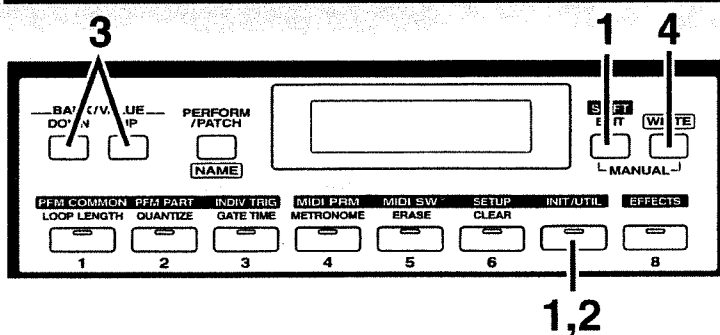 3
1
4
BANK/VALUE
DOWN
UP
PERFORM
/PATCH
NAME
SHIFT
WRITE
MANUAL
PFM COMMON PFM PART INDIV TRIG MIDI PRM MIDI SW SETUP INIT/UTIL EFFECTS
LOOP LENGTH QUANTIZE GATE TIME METRONOME ERASE CLEAR
1 2 3 4 5 6 8
1,2